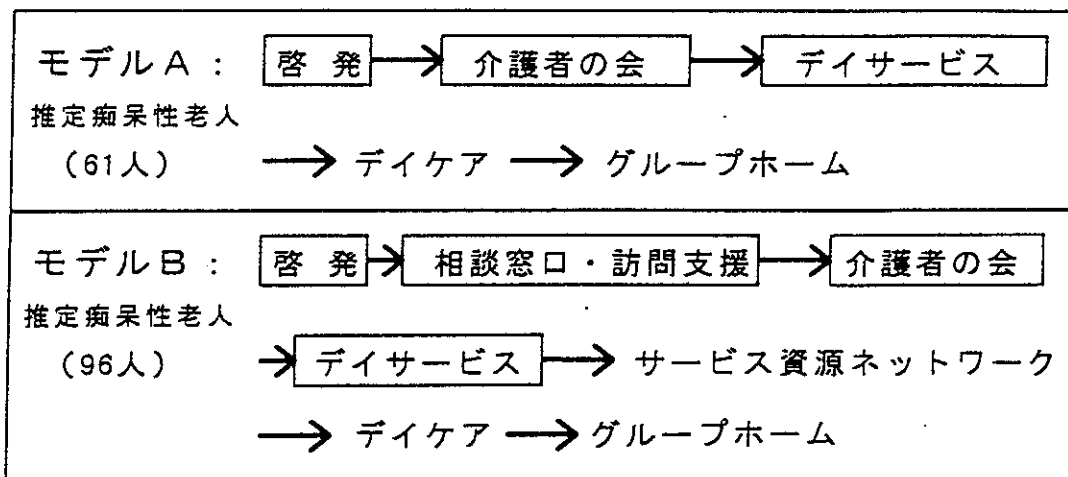 モデルA： 啓発 → 介護者の会 → デイサービス
推定痴呆性老人
（61人） → デイケア → グループホーム
モデルB： 啓発 → 相談窓口・訪問支援 → 介護者の会
推定痴呆性老人
（96人） → デイサービス → サービス資源ネットワーク
→ デイケア → グループホーム